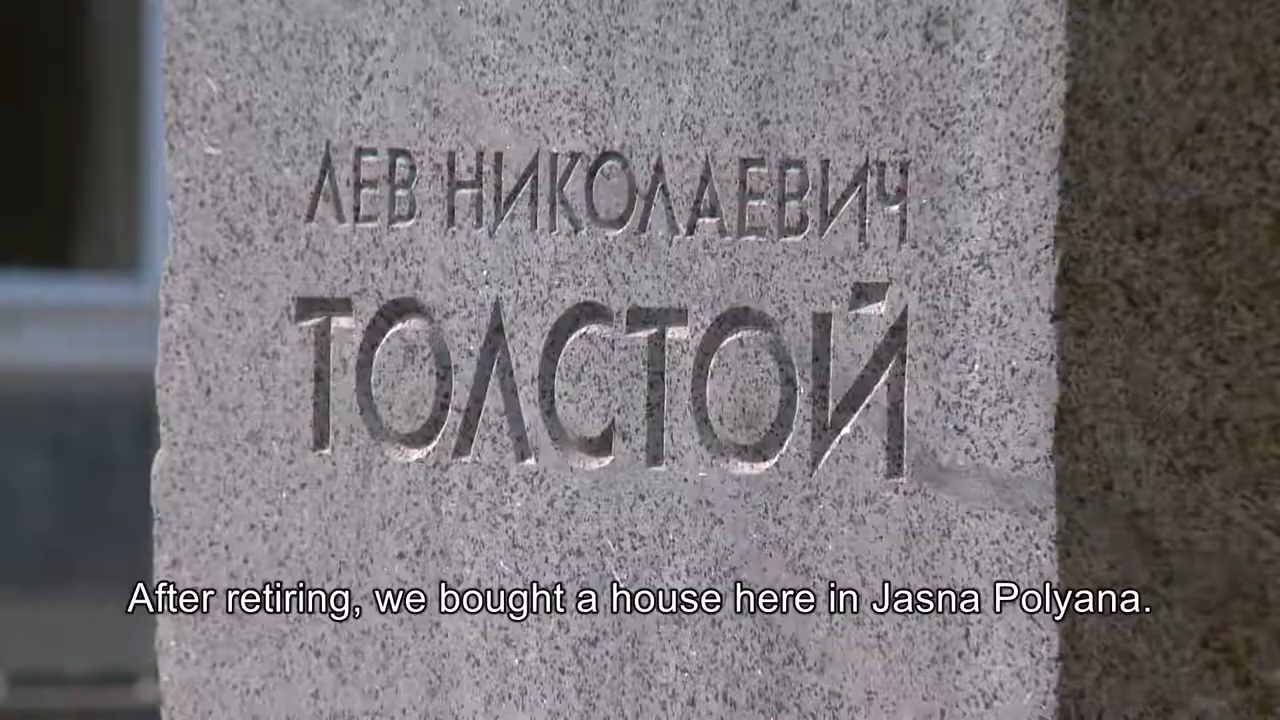 ЛЕВ НИКОЛАЕВИЧ
ТОЛСТОЙ
After retiring, we bought a house here in Jasna Polyana.